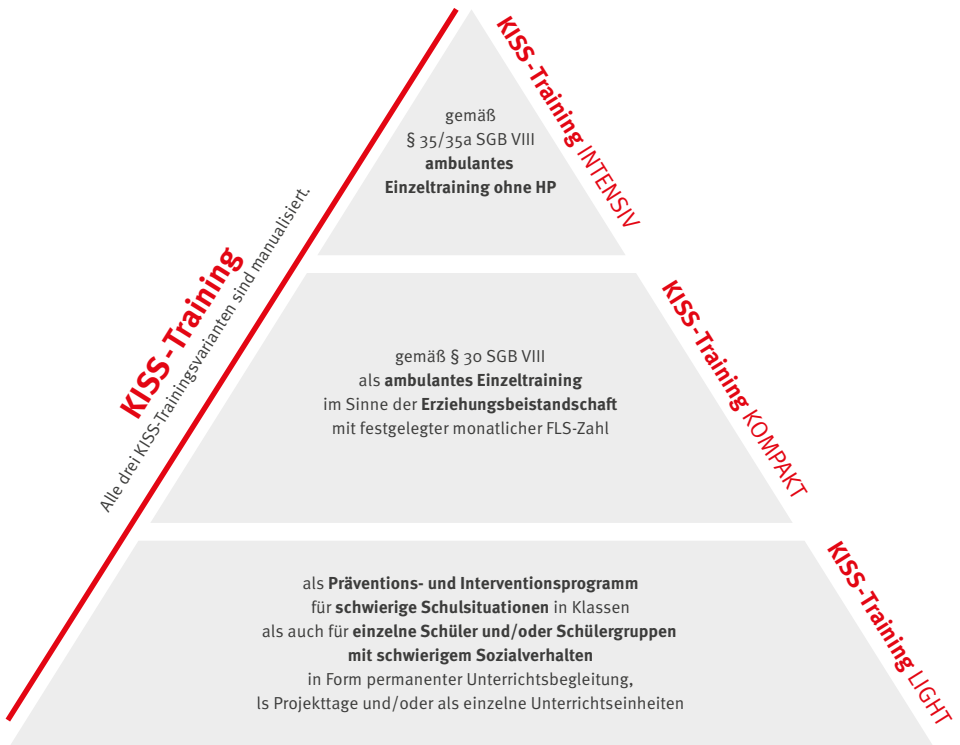 KISS-Training
Alle drei KISS-Trainingsvarianten sind manualisiert.
KISS-Training INTENSIV
gemäß
§ 35/35a SGB VIII
ambulantes
Einzeltraining ohne HP
KISS-Training KOMPAKT
gemäß § 30 SGB VIII
als ambulantes Einzeltraining
im Sinne der Erziehungsbeistandschaft
mit festgelegter monatlicher FLS-Zahl
KISS-Training LIGHT
als Präventions- und Interventionsprogramm
für schwierige Schulsituationen in Klassen
als auch für einzelne Schüler und/oder Schülergruppen
mit schwierigem Sozialverhalten
in Form permanenter Unterrichtsbegleitung,
ls Projekttage und/oder als einzelne Unterrichtseinheiten